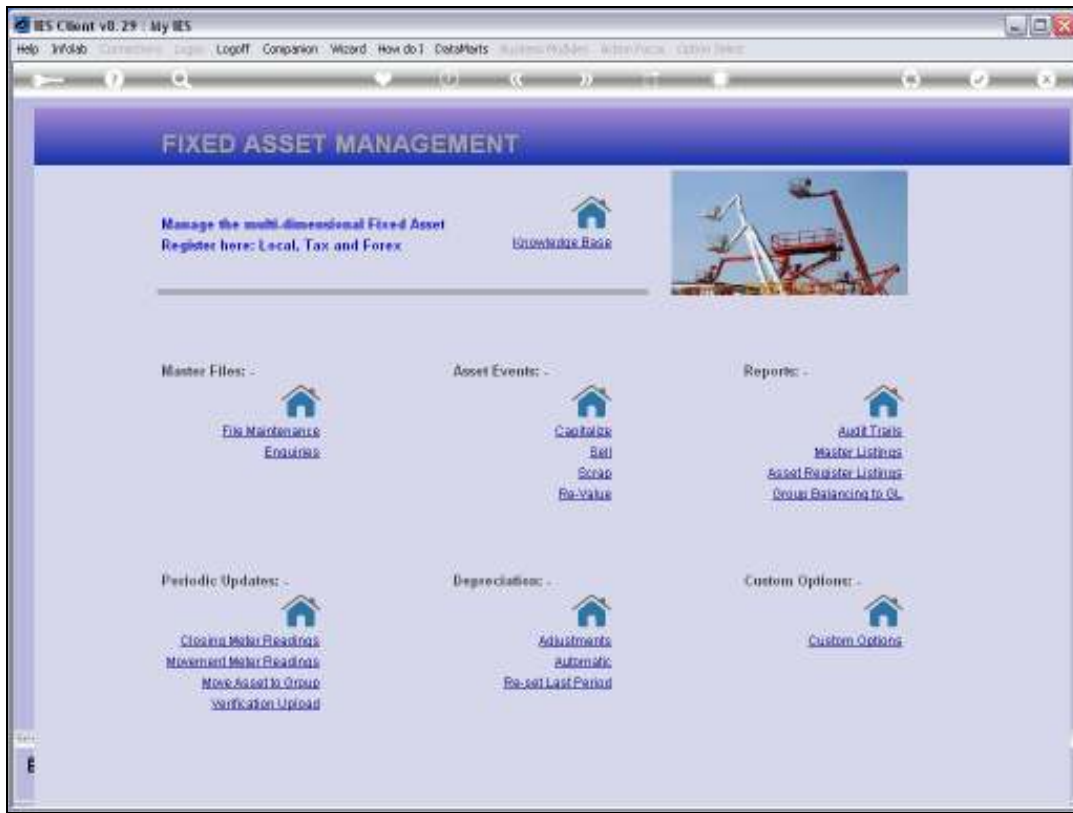 IES Client v8.29 : My IES
Help Infolab Logoff Companion Wizard How do I DataMarts
FIXED ASSET MANAGEMENT
Manage the multi-dimensional Fixed Asset
Register here: Local, Tax and Forex
Knowledge Base
Master Files: -
File Maintenance
Enquiries
Asset Events: -
Capitalize
Sell
Scrap
Re-Value
Reports: -
Audit Trails
Master Listings
Asset Register Listings
Group Balancing to GL
Periodic Updates: -
Closing Meter Readings
Movement Meter Readings
Move Asset to Group
Verification Upload
Depreciation: -
Adjustments
Automatic
Re-set Last Period
Custom Options: -
Custom Options